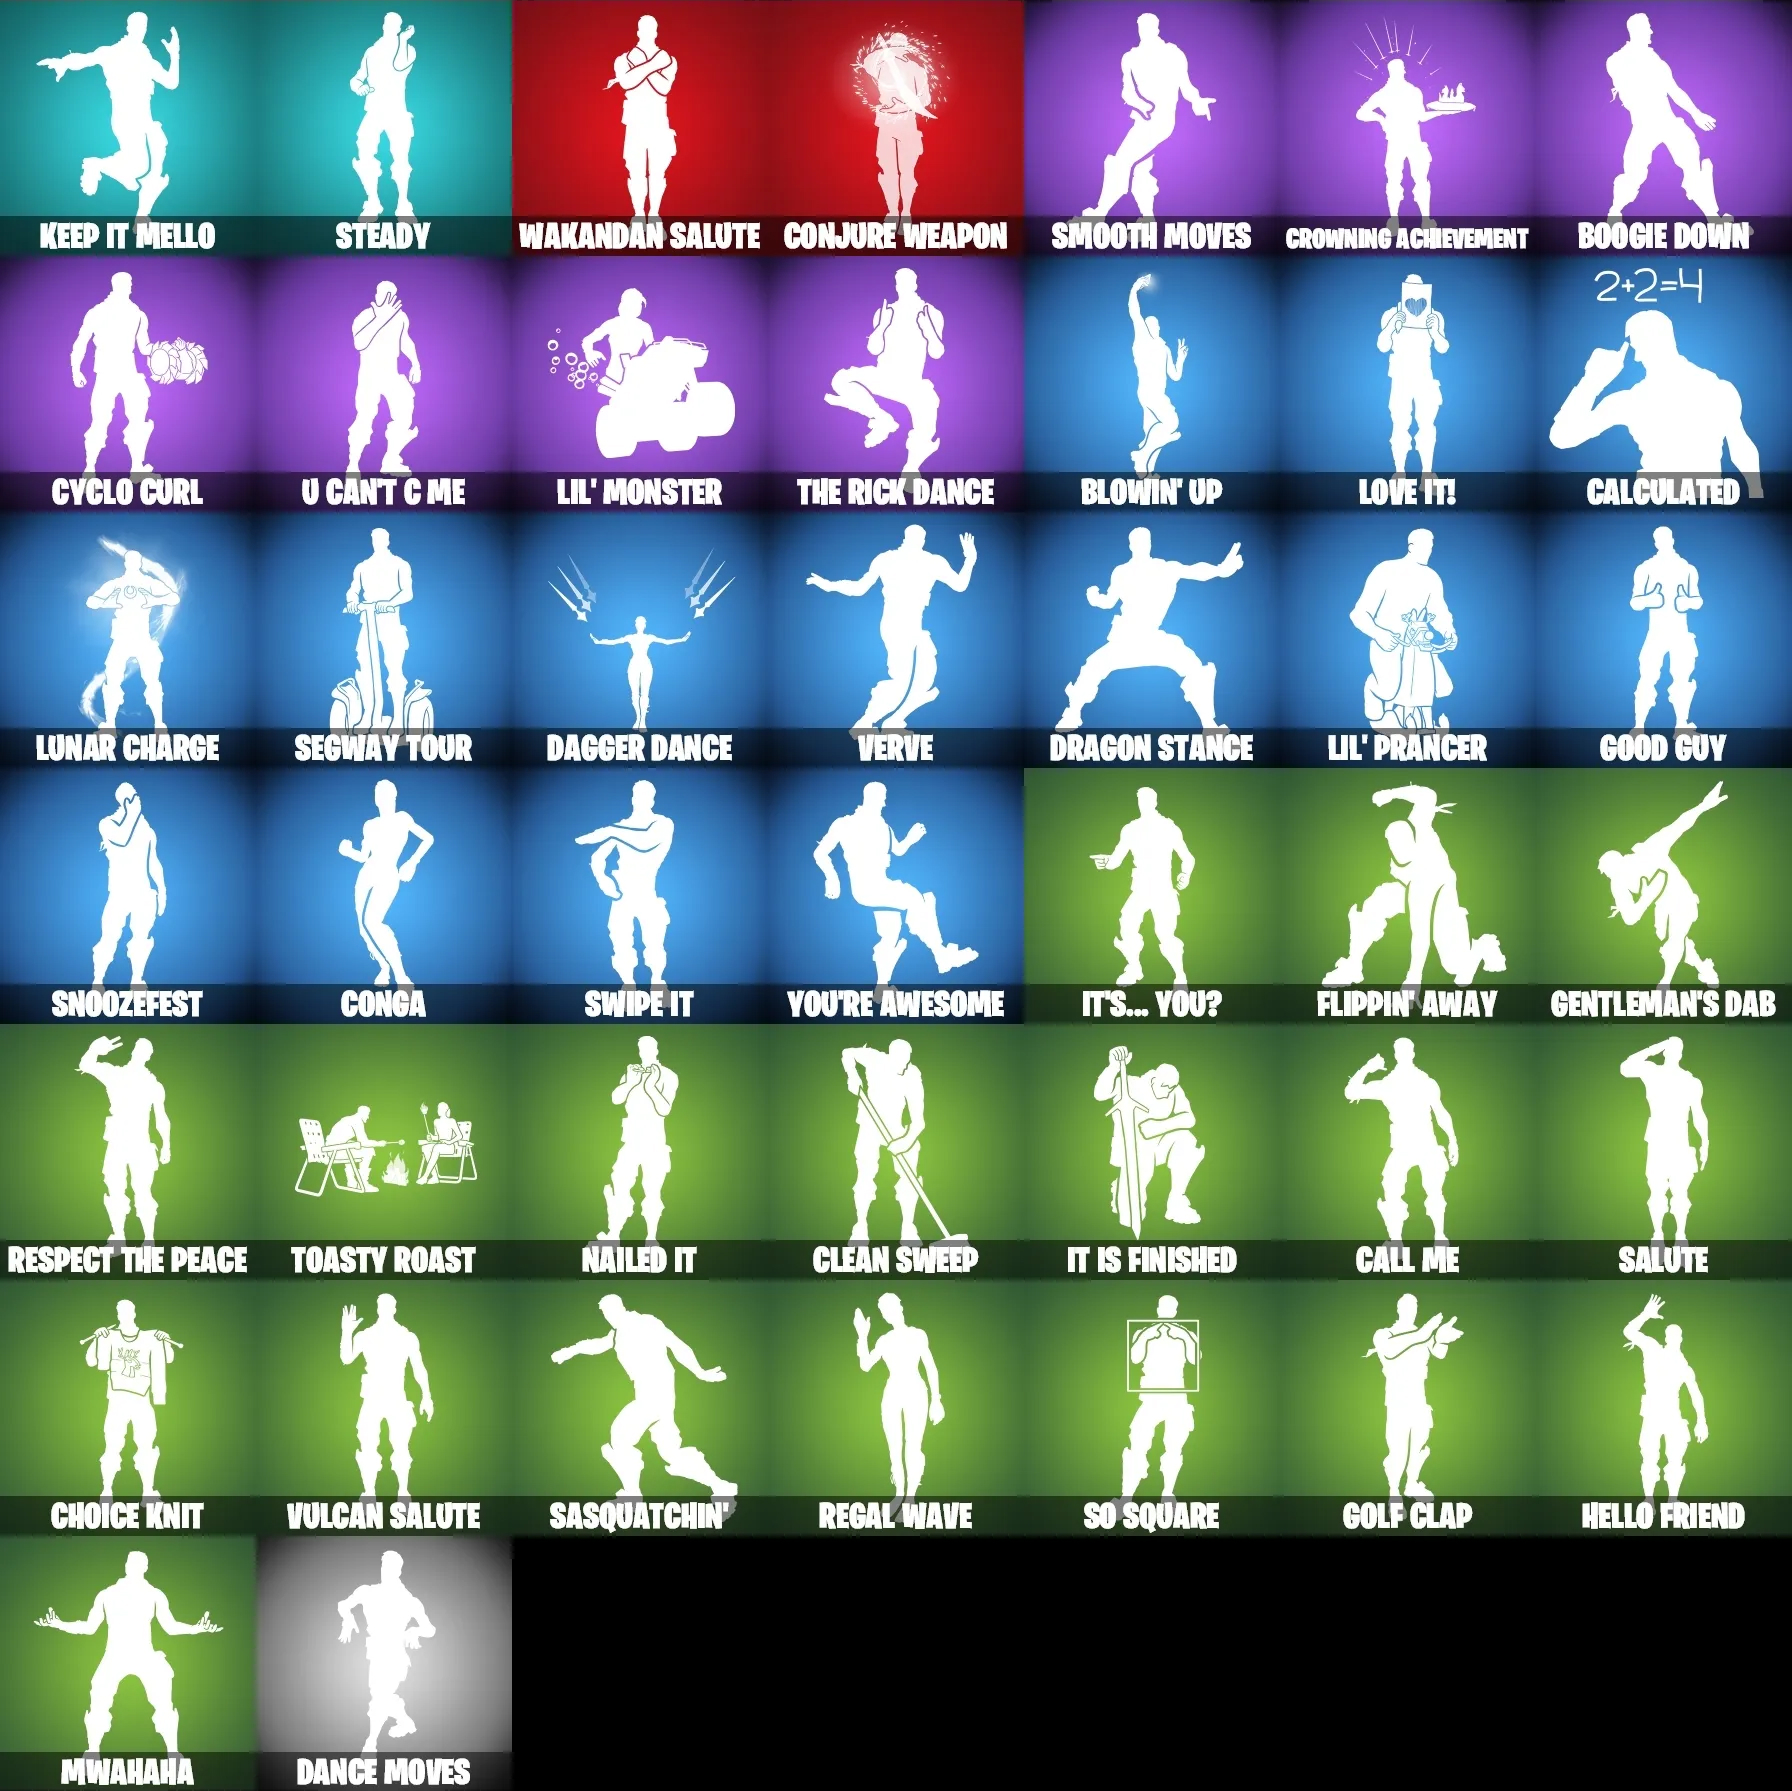 KEEP IT MELLO
STEADY
WAKANDAN SALUTE
CONJURE WEAPON
SMOOTH MOVES
CROWNING ACHIEVEMENT
BOOGIE DOWN
CYCLO CURL
U CAN'T C ME
LIL' MONSTER
THE RICK DANCE
BLOWIN' UP
LOVE IT!
2+2=4
CALCULATED
LUNAR CHARGE
SEGWAY TOUR
DAGGER DANCE
VERVE
DRAGON STANCE
LIL' PRANCER
GOOD GUY
SNOOZEFEST
CONGA
SWIPE IT
YOU'RE AWESOME
IT'S... YOU?
FLIPPIN' AWAY
GENTLEMAN'S DAB
RESPECT THE PEACE
TOASTY ROAST
NAILED IT
CLEAN SWEEP
IT IS FINISHED
CALL ME
SALUTE
CHOICE KNIT
VULCAN SALUTE
SASQUATCHIN'
REGAL WAVE
SO SQUARE
GOLF CLAP
HELLO FRIEND
MWAHAHA
DANCE MOVES